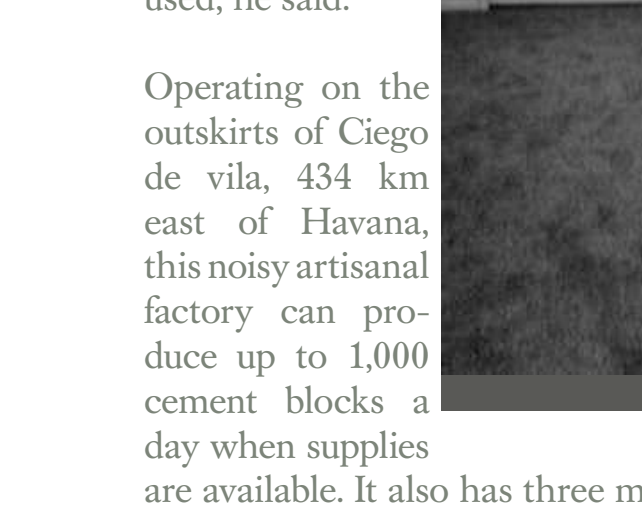 used, he said.
Operating on the
outskirts of Ciego
de vila, 434 km
east of Havana,
this noisy artisanal
factory can pro-
duce up to 1,000
cement blocks a
day when supplies
are available. It also has three